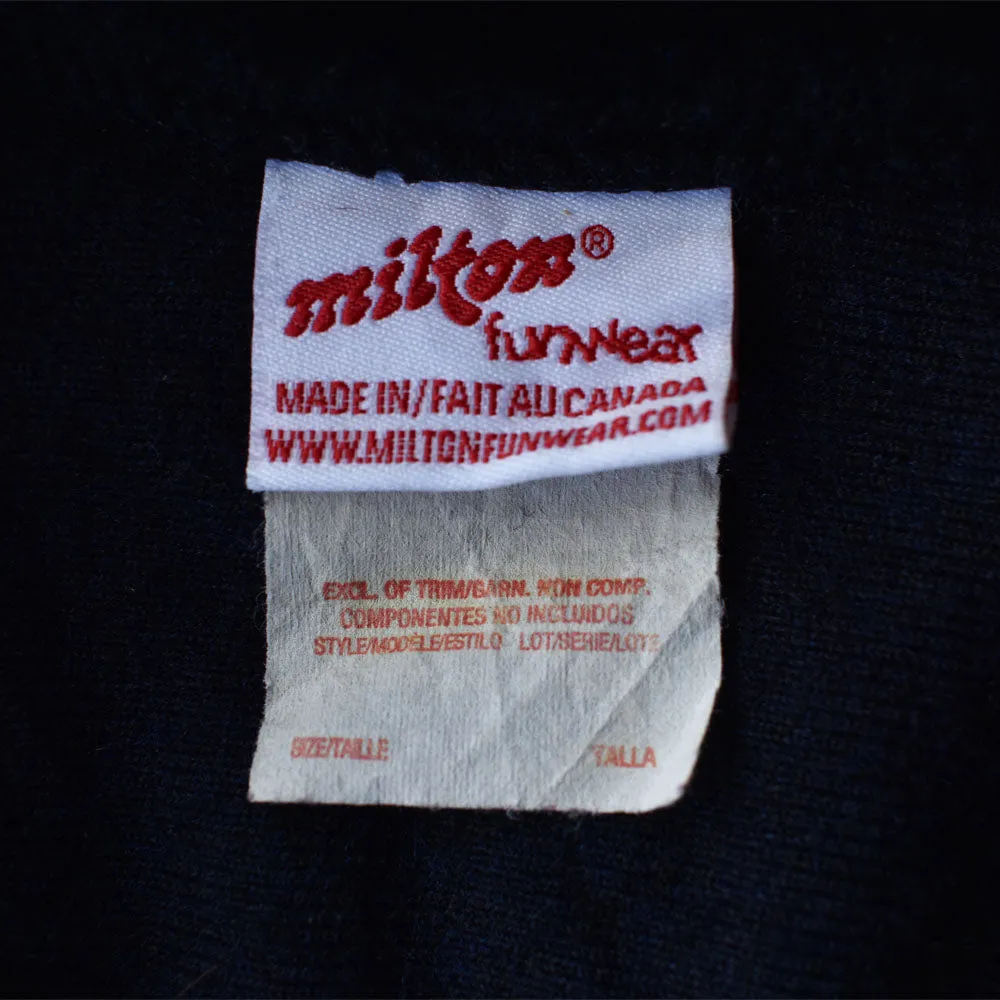 milton®
funwear
MADE IN/FAIT AU CANADA
WWW.MILTONFUNWEAR.COM
EXCL. OF TRIM/GARN. NON COMP.
COMPONENTES NO INCLUIDOS
STYLE/MODELE/ESTILO LOT/SERIE/LOTE
SIZE/TAILLE TALLA